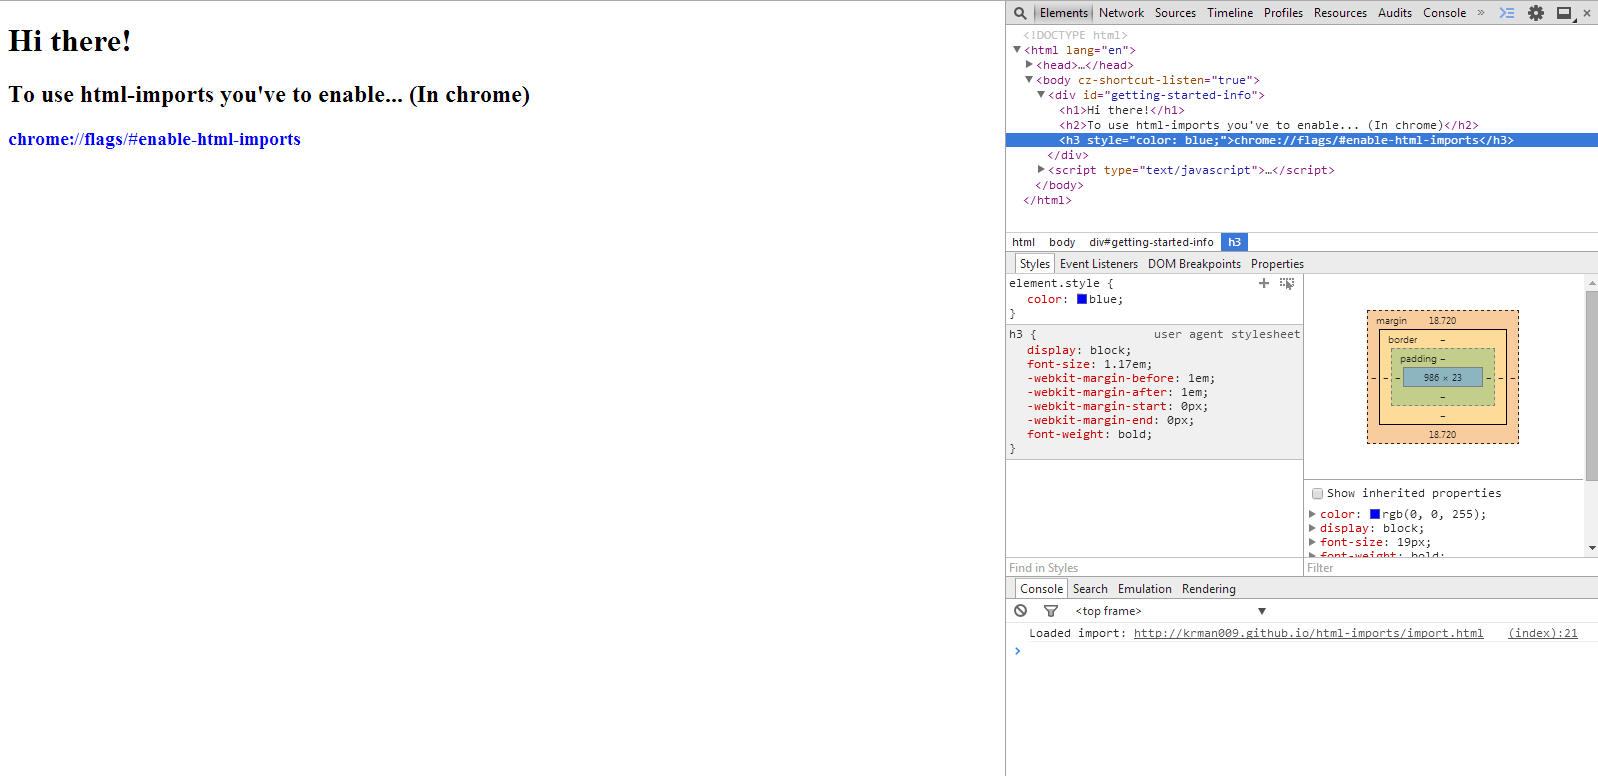 Hi there!
To use html-imports you've to enable... (In chrome)
chrome://flags/#enable-html-imports
Elements Network Sources Timeline Profiles Resources Audits Console »
<!DOCTYPE html>
<html lang="en">
<head>…</head>
<body cz-shortcut-listen="true">
<div id="getting-started-info">
<h1>Hi there!</h1>
<h2>To use html-imports you've to enable... (In chrome)</h2>
<h3 style="color: blue;">chrome://flags/#enable-html-imports</h3>
</div>
<script type="text/javascript">…</script>
</body>
</html>
html body div#getting-started-info h3
Styles Event Listeners DOM Breakpoints Properties
element.style {
color: blue;
}
h3 { user agent stylesheet
display: block;
font-size: 1.17em;
-webkit-margin-before: 1em;
-webkit-margin-after: 1em;
-webkit-margin-start: 0px;
-webkit-margin-end: 0px;
font-weight: bold;
}
Find in Styles
margin 18.720
border -
padding -
- - - 986 × 23 - - -
-
-
18.720
Show inherited properties
color: rgb(0, 0, 255);
display: block;
font-size: 19px;
font-weight: bold;
Filter
Console Search Emulation Rendering
<top frame>
Loaded import: http://krman009.github.io/html-imports/import.html (index):21